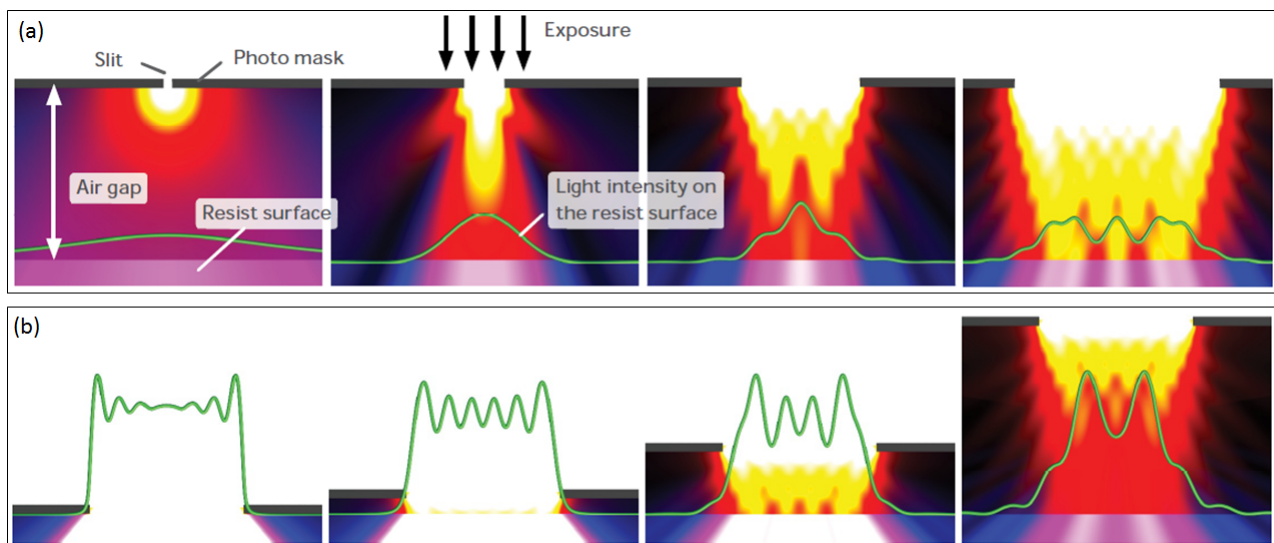 (a)
Exposure
Slit
Photo mask
Air gap
Resist surface
Light intensity on
the resist surface
(b)